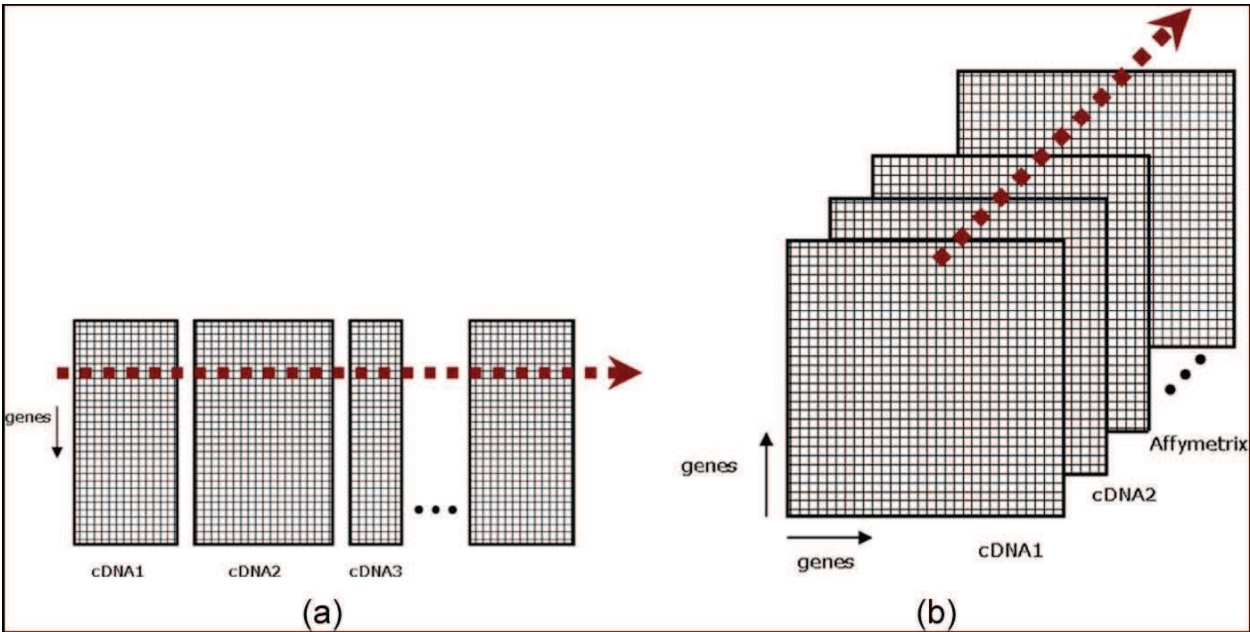 genes
cDNA1
cDNA2
cDNA3
(a)
genes
genes
cDNA1
cDNA2
Affymetrix
(b)